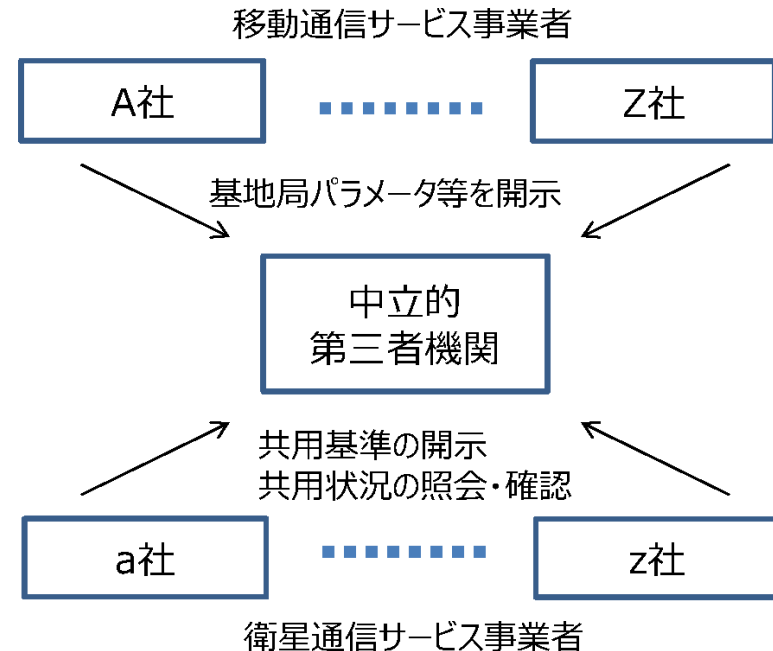 移動通信サービス事業者
A社
Z社
基地局パラメータ等を開示
中立的
第三者機関
共用基準の開示
共用状況の照会・確認
a社
z社
衛星通信サービス事業者